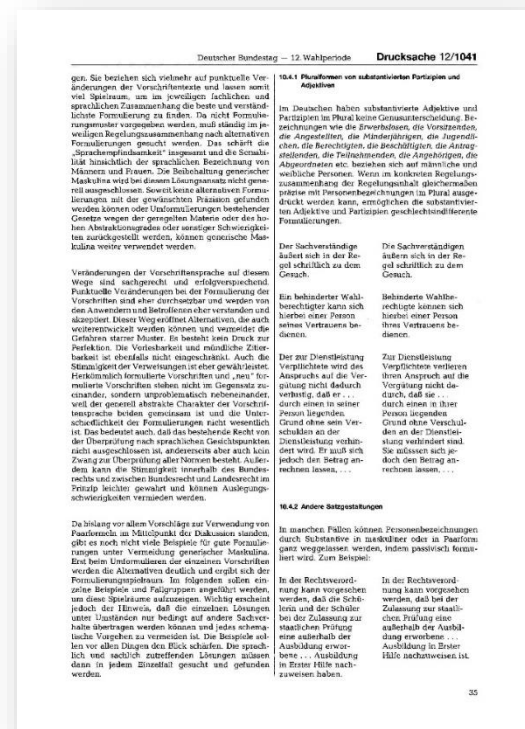 Deutscher Bundestag – 12. Wahlperiode
Drucksache 12/1041
gen. Sie beziehen sich vielmehr auf punktuelle Ver-
änderungen der Vorschriftentexte und lassen somit
viel Spielraum, um im jeweiligen fachlichen und
sprachlichen Zusammenhang die beste und verständ-
lichste Formulierung zu finden. Da nicht Formulie-
rungsmuster vorgegeben werden, muß ständig im je-
weiligen Regelungszusammenhang nach alternativen
Formulierungen gesucht werden. Das schärft die
„Sprachempfindsamkeit" insgesamt und die Sensabi-
lität hinsichtlich der sprachlichen Bezeichnung von
Männern und Frauen. Die Beibehaltung generischer
Maskulina wird bei diesem Lösungsansatz nicht gene-
rell ausgeschlossen. Soweit keine alternativen Formu-
lierungen mit der gewünschten Präzision gefunden
werden können oder Umformulierungen bestehender
Gesetze wegen der geregelten Materie oder des ho-
hen Abstraktionsgrades oder sonstiger Schwierigkei-
ten zurückgestellt werden, können generische Mas-
kulina weiter verwendet werden.
Veränderungen der Vorschriftensprache auf diesem
Wege sind sachgerecht und erfolgversprechend.
Punktuelle Veränderungen bei der Formulierung der
Vorschriften sind eher durchsetzbar und werden von
den Anwendern und Betroffenen eher verstanden und
akzeptiert. Dieser Weg eröffnet Alternativen, die auch
weiterentwickelt werden können und vermeidet die
Gefahren starrer Muster. Es besteht kein Druck zur
Perfektion. Die Vorlesbarkeit und mündliche Zitier-
barkeit ist ebenfalls nicht eingeschränkt. Auch die
Stimmigkeit der Verweisungen ist eher gewährleistet.
Herkömmlich formulierte Vorschriften und „neu" for-
mulierte Vorschriften stehen nicht im Gegensatz zu-
einander, sondern unproblematisch nebeneinander,
weil der generell abstrakte Charakter der Vorschrif-
tensprache beiden gemeinsam ist und die Unter-
schiedlichkeit der Formulierungen nicht wesentlich
ist. Das bedeutet auch, daß das bestehende Recht von
der Überprüfung nach sprachlichen Gesichtspunkten
nicht ausgeschlossen ist, andererseits aber auch kein
Zwang zur Überprüfung aller Normen besteht. Außer-
dem kann die Stimmigkeit innerhalb des Bundes-
rechts und zwischen Bundesrecht und Landesrecht im
Prinzip leichter gewahrt und können Auslegungs-
schwierigkeiten vermieden werden.
Da bislang vor allem Vorschläge zur Verwendung von
Paarformeln im Mittelpunkt der Diskussion standen,
gibt es noch nicht viele Beispiele für gute Formulie-
rungen unter Vermeidung generischer Maskulina.
Erst beim Umformulieren der einzelnen Vorschriften
werden die Alternativen deutlich und ergibt sich der
Formulierungsspielraum. Im folgenden sollen ein-
zelne Beispiele und Fallgruppen angeführt werden,
um diese Spielräume aufzuzeigen. Wichtig erscheint
jedoch der Hinweis, daß die einzelnen Lösungen
unter Umständen nur bedingt auf andere Sachver-
halte übertragen werden können und jedes schema-
tische Vorgehen zu vermeiden ist. Die Beispiele sol-
len vor allen Dingen den Blick schärfen. Die sprach-
lich und sachlich zutreffenden Lösungen müssen
dann in jedem Einzelfall gesucht und gefunden
werden.
10.4.1 Pluralformen von substantivierten Partizipien und
Adjektiven
Im Deutschen haben substantivierte Adjektive und
Partizipien im Plural keine Genusunterscheidung. Be-
zeichnungen wie die Erwerbslosen, die Vorsitzenden,
die Angestellten, die Minderjährigen, die Jugendli-
chen, die Berechtigten, die Beschäftigten, die Antrag-
stellenden, die Teilnehmenden, die Angehörigen, die
Abgeordneten etc. beziehen sich auf männliche und
weibliche Personen. Wenn im konkreten Regelungs-
zusammenhang der Regelungsinhalt gleichermaßen
präzise mit Personenbezeichnungen im Plural ausge-
drückt werden kann, ermöglichen die substantivier-
ten Adjektive und Partizipien geschlechtsindifferente
Formulierungen.
Der Sachverständige
äußert sich in der Re-
gel schriftlich zu dem
Gesuch.
Die Sachverständigen
äußern sich in der Re-
gel schriftlich zu dem
Gesuch.
Ein behinderter Wahl-
berechtigter kann sich
hierbei einer Person
seines Vertrauens be-
dienen.
Behinderte Wahlbe-
rechtigte können sich
hierbei einer Person
ihres Vertrauens be-
dienen.
Der zur Dienstleistung
Verpflichtete wird des
Anspruchs auf die Ver-
gütung nicht dadurch
verlustig, daß er . . .
durch einen in seiner
Person liegenden
Grund ohne sein Ver-
schulden an der
Dienstleistung verhin-
dert wird. Er muß sich
jedoch den Betrag an-
rechnen lassen, . . .
Zur Dienstleistung
Verpflichtete verlieren
ihren Anspruch auf die
Vergütung nicht da-
durch, daß sie . . .
durch einen in ihrer
Person liegenden
Grund ohne Verschul-
den an der Dienstlei-
stung verhindert sind.
Sie müsssen sich je-
doch den Betrag an-
rechnen lassen, . . .
10.4.2 Andere Satzgestaltungen
In manchen Fällen können Personenbezeichnungen
durch Substantive in maskuliner oder in Paarform
ganz weggelassen werden, indem passivisch formu-
liert wird. Zum Beispiel:
In der Rechtsverord-
nung kann vorgesehen
werden, daß die Schü-
lerin und der Schüler
bei der Zulassung zur
staatlichen Prüfung
eine außerhalb der
Ausbildung erwor-
bene . . . Ausbildung
in Erster Hilfe nach-
zuweisen haben.
In der Rechtsverord-
nung kann vorgesehen
werden, daß bei der
Zulassung zur staatli-
chen Prüfung eine
außerhalb der Ausbil-
dung erworbene . . .
Ausbildung in Erster
Hilfe nachzuweisen ist.
35